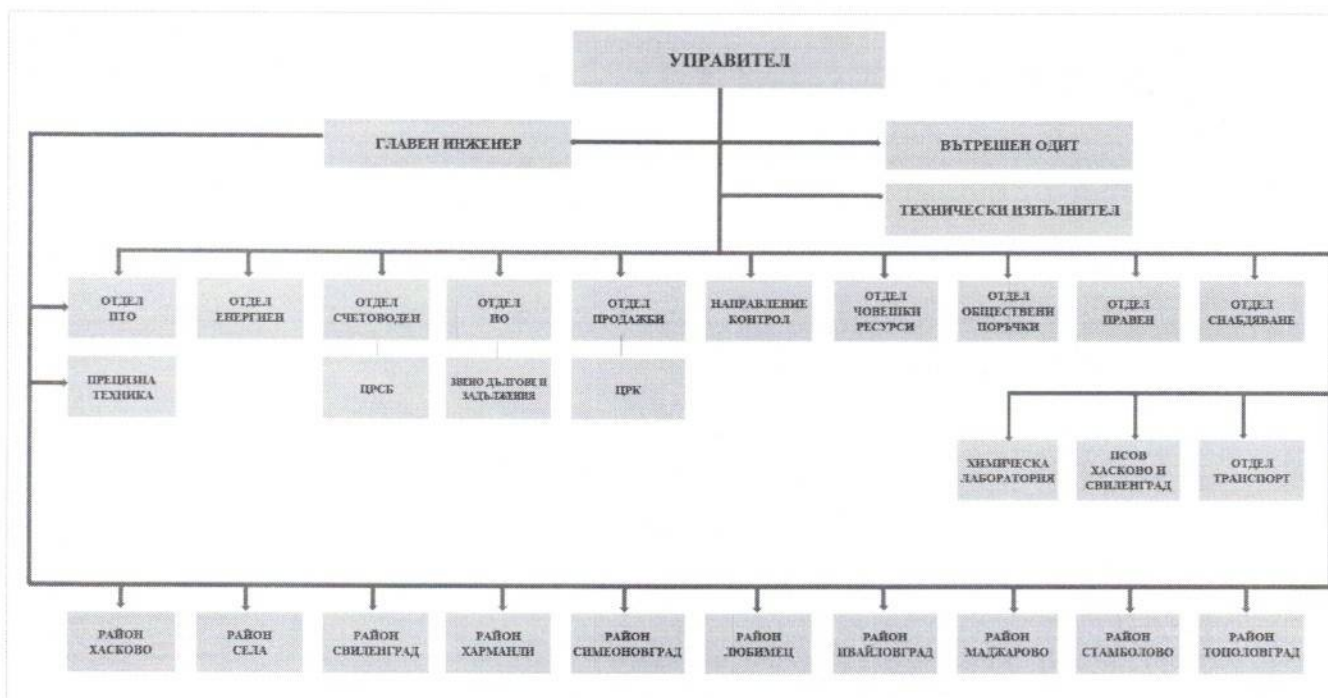 УПРАВИТЕЛ
ГЛАВЕН ИНЖЕНЕР
ВЪТРЕШЕН ОДИТ
ТЕХНИЧЕСКИ ИЗПЪЛНИТЕЛ
ОТДЕЛ
ПТО
ОТДЕЛ
ЕНЕРГИЕН
ОТДЕЛ
СЧЕТОВОДЕН
ОТДЕЛ
НО
ОТДЕЛ
ПРОДАЖБИ
НАПРАВЛЕНИЕ
КОНТРОЛ
ОТДЕЛ
ЧОВЕШКИ
РЕСУРСИ
ОТДЕЛ
ОБЩЕСТВЕНИ
ПОРЪЧКИ
ОТДЕЛ
ПРАВЕН
ОТДЕЛ
СНАБДЯВАНЕ
ПРЕЦИЗНА
ТЕХНИКА
ЦРСБ
ЗВЕНО ДЪЛГОВЕ И
ЗАДЪЛЖЕНИЯ
ЦРК
ХИМИЧЕСКА
ЛАБОРАТОРИЯ
ПСОВ
ХАСКОВО И
СВИЛЕНГРАД
ОТДЕЛ
ТРАНСПОРТ
РАЙОН
ХАСКОВО
РАЙОН
СЕЛА
РАЙОН
СВИЛЕНГРАД
РАЙОН
ХАРМАНЛИ
РАЙОН
СИМЕОНОВГРАД
РАЙОН
ЛЮБИМЕЦ
РАЙОН
ИВАЙЛОВГРАД
РАЙОН
МАДЖАРОВО
РАЙОН
СТАМБОЛОВО
РАЙОН
ТОПОЛОВГРАД